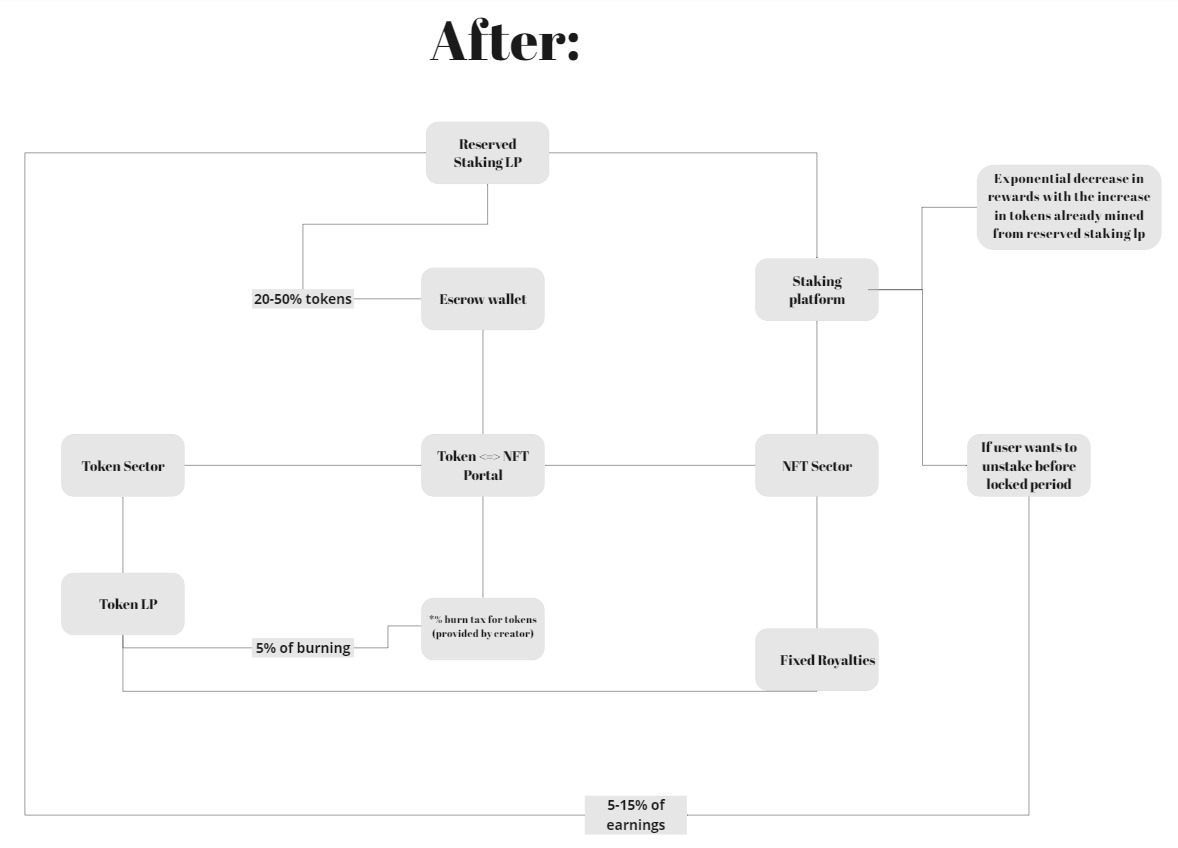 After:
Reserved
Staking LP
Exponential decrease in
rewards with the increase
in tokens already mined
from reserved staking lp
Staking
platform
20-50% tokens
Escrow wallet
Token Sector
Token <=> NFT
Portal
NFT Sector
If user wants to
unstake before
locked period
Token LP
*% burn tax for tokens
(provided by creator)
5% of burning
Fixed Royalties
5-15% of
earnings